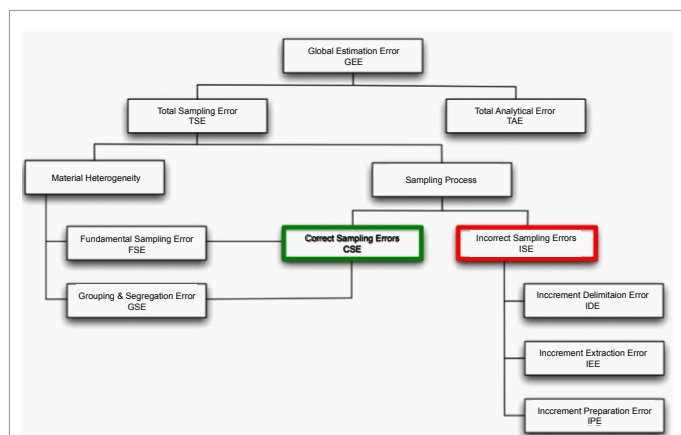 Global Estimation Error
GEE
Total Sampling Error
TSE
Total Analytical Error
TAE
Material Heterogeneity
Sampling Process
Fundamental Sampling Error
FSE
Correct Sampling Errors
CSE
Incorrect Sampling Errors
ISE
Grouping & Segregation Error
GSE
Inccrement Delimitaion Error
IDE
Inccrement Extraction Error
IEE
Inccrement Preparation Error
IPE